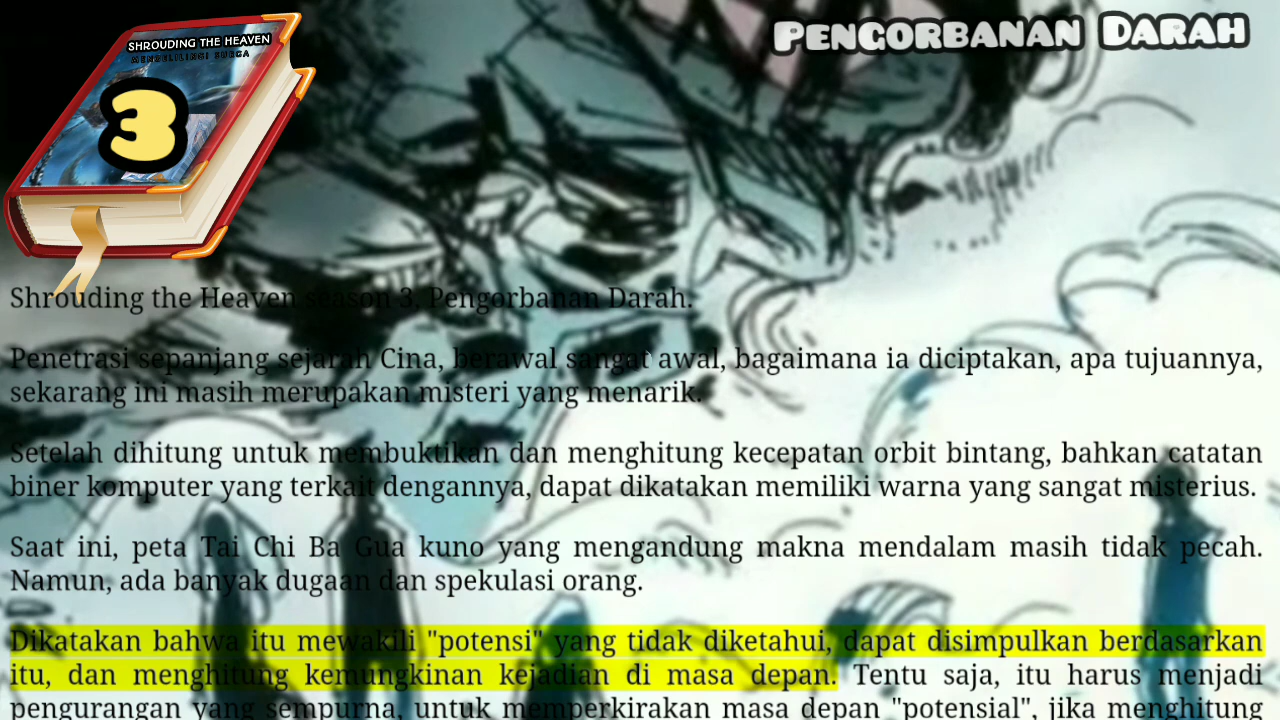 SHROUDING THE HEAVEN
MENGELILINGI SURGA
3
PENGORBANAN DARAH
Shrouding the Heaven season 3. Pengorbanan Darah.
Penetrasi sepanjang sejarah Cina, berawal sangat awal, bagaimana ia diciptakan, apa tujuannya,
sekarang ini masih merupakan misteri yang menarik.
Setelah dihitung untuk membuktikan dan menghitung kecepatan orbit bintang, bahkan catatan
biner komputer yang terkait dengannya, dapat dikatakan memiliki warna yang sangat misterius.
Saat ini, peta Tai Chi Ba Gua kuno yang mengandung makna mendalam masih tidak pecah.
Namun, ada banyak dugaan dan spekulasi orang.
Dikatakan bahwa itu mewakili "potensi" yang tidak diketahui, dapat disimpulkan berdasarkan
itu, dan menghitung kemungkinan kejadian di masa depan. Tentu saja, itu harus menjadi
pengurangan yang sempurna, untuk memperkirakan masa depan "potensial", jika menghitung